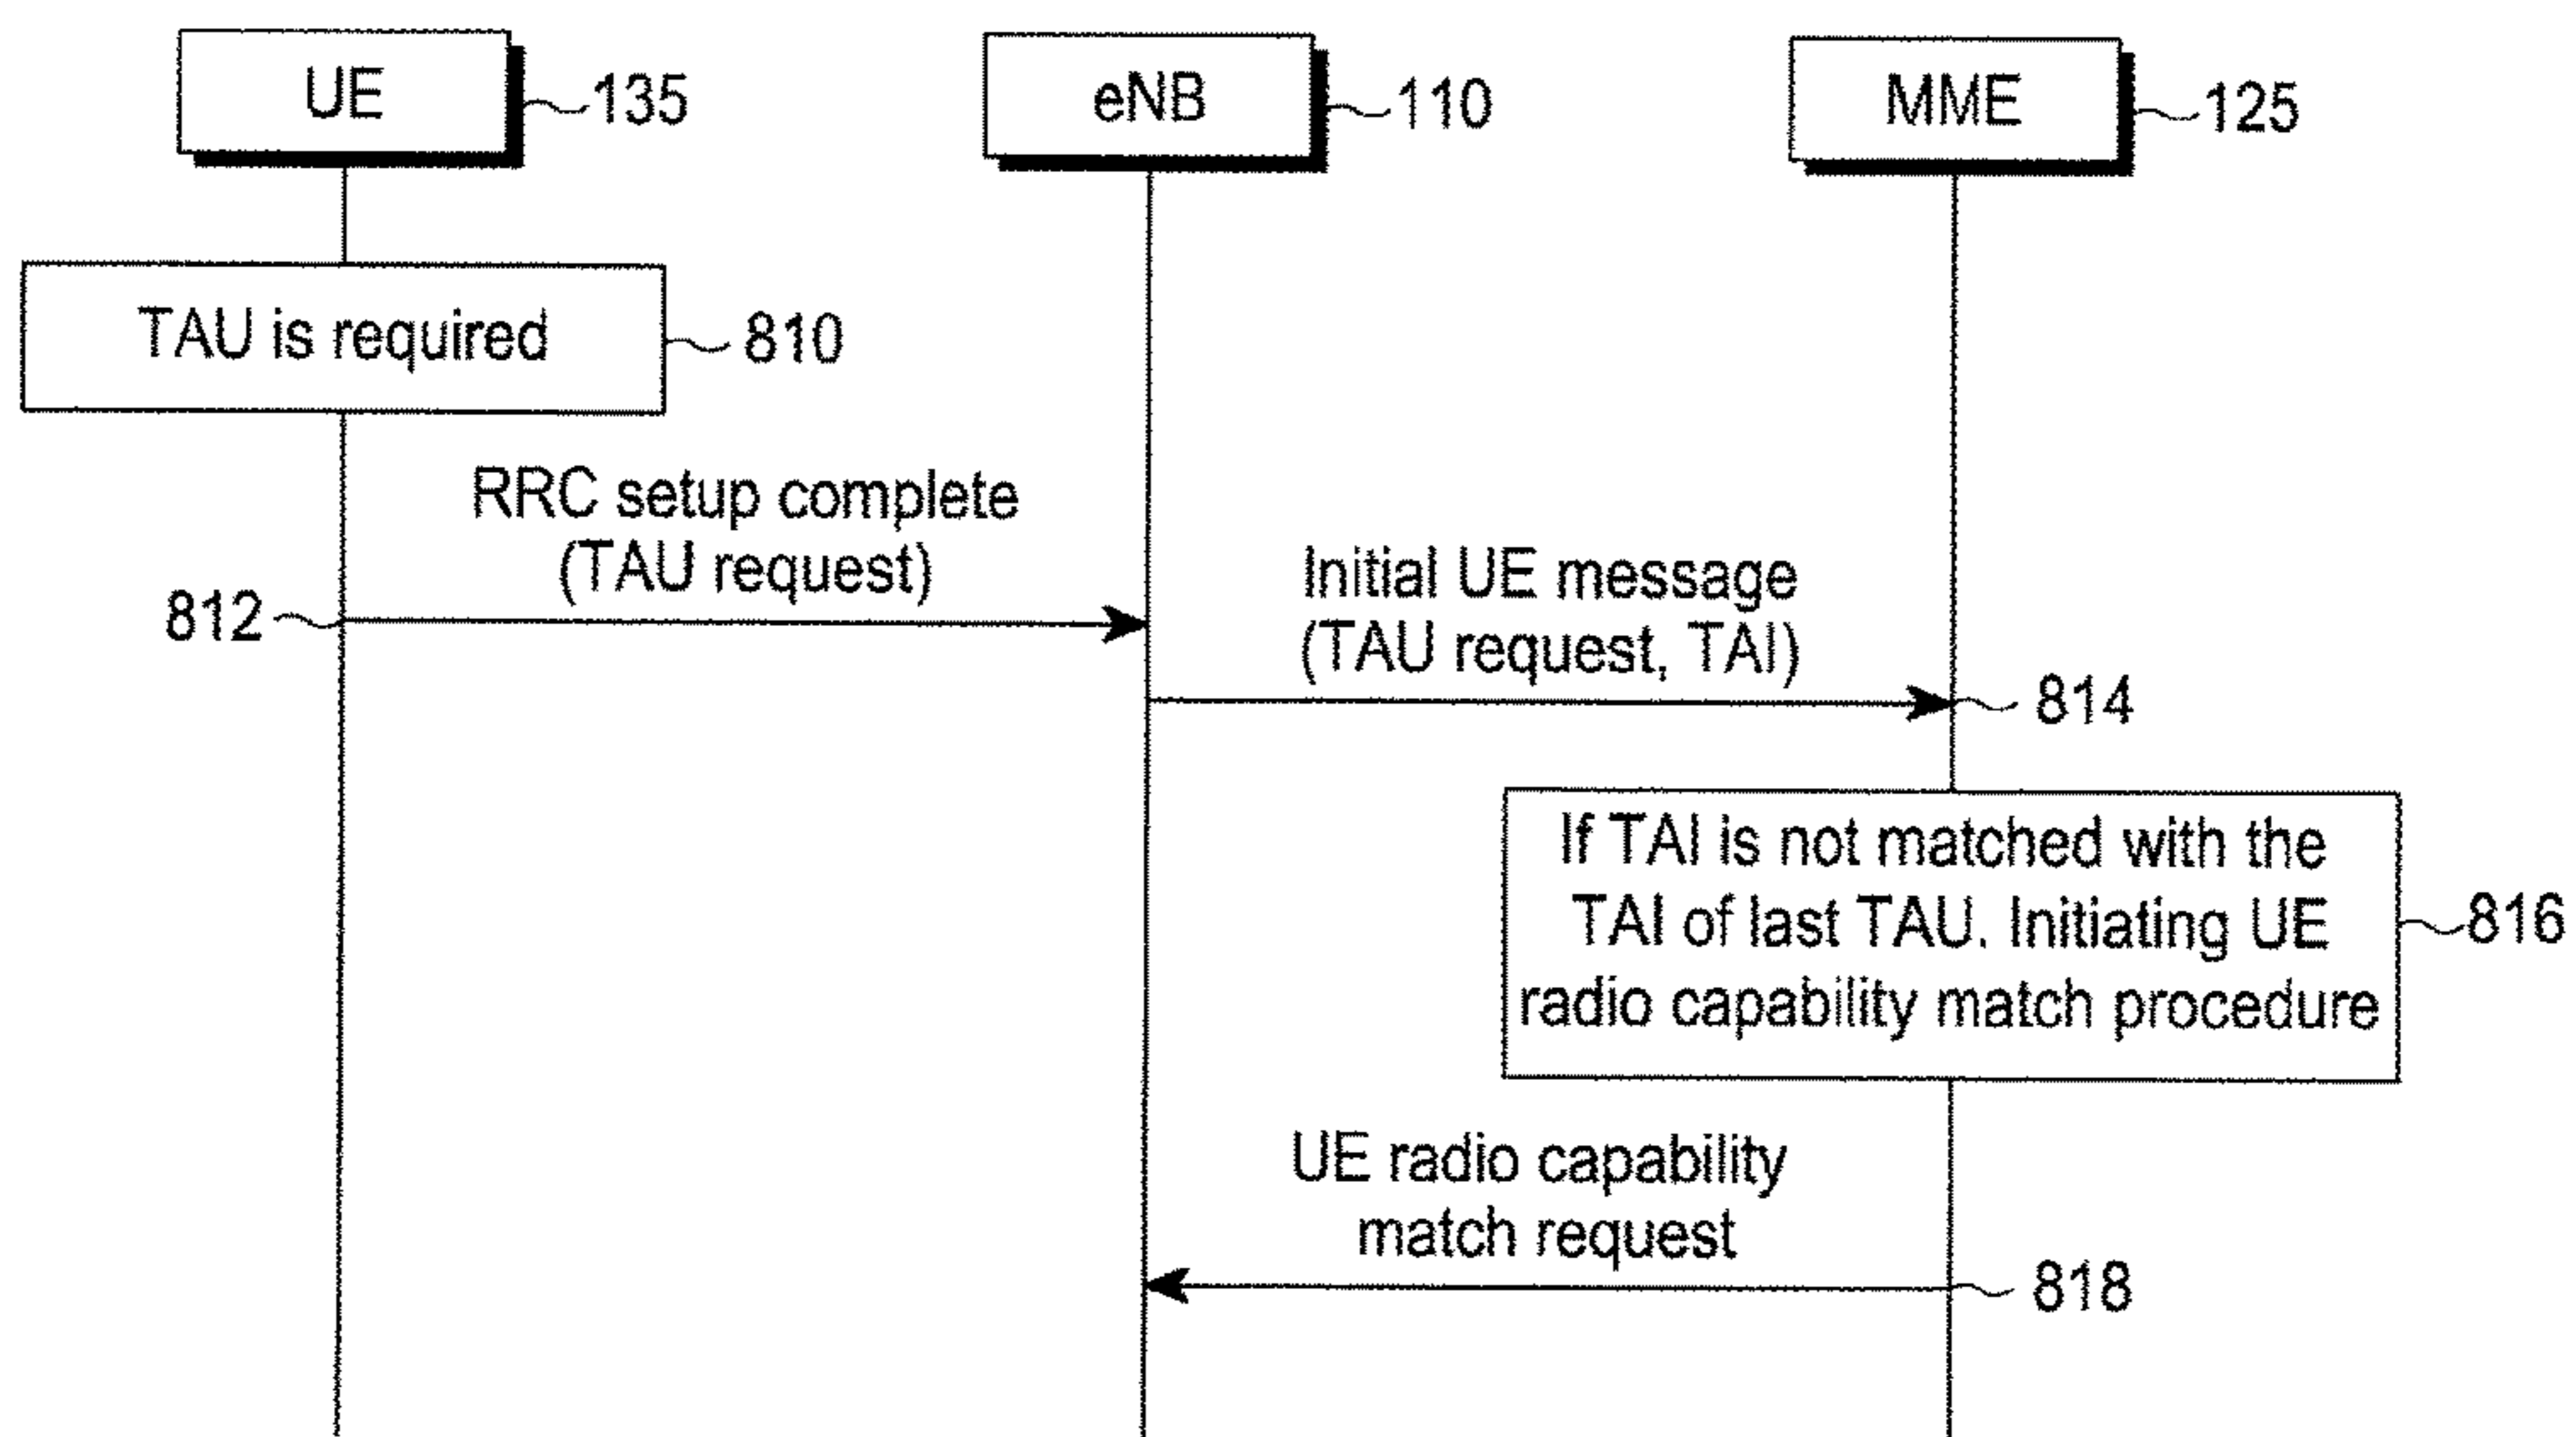 UE
135
eNB
110
MME
125
TAU is required
810
RRC setup complete
(TAU request)
812
Initial UE message
(TAU request, TAI)
814
If TAI is not matched with the
TAI of last TAU. Initiating UE
radio capability match procedure
816
UE radio capability
match request
818